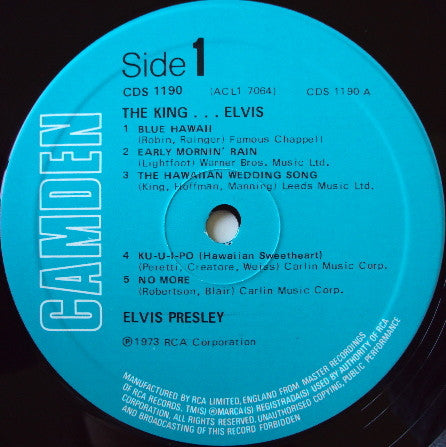 Side 1
CDS 1190 (ACL1 7064) CDS 1190 A
THE KING . . . ELVIS
1 BLUE HAWAII
(Robin, Rainger) Famous Chappell
2 EARLY MORNIN' RAIN
(Lightfoot) Warner Bros. Music Ltd.
3 THE HAWAIIAN WEDDING SONG
(King, Hoffman, Manning) Leeds Music Ltd.
4 KU-U-I-PO (Hawaiian Sweetheart)
(Peretti, Creatore, Weiss) Carlin Music Corp.
5 NO MORE
(Robertson, Blair) Carlin Music Corp.
ELVIS PRESLEY
℗1973 RCA Corporation
CAMDEN
MANUFACTURED BY RCA LIMITED, ENGLAND FROM MASTER RECORDINGS
OF RCA RECORDS. TM(S) ® MARCA(S) REGISTRADA(S) USED BY AUTHORITY OF RCA
CORPORATION. ALL RIGHTS RESERVED. UNAUTHORISED COPYING, PUBLIC PERFORMANCE,
AND BROADCASTING OF THIS RECORD FORBIDDEN